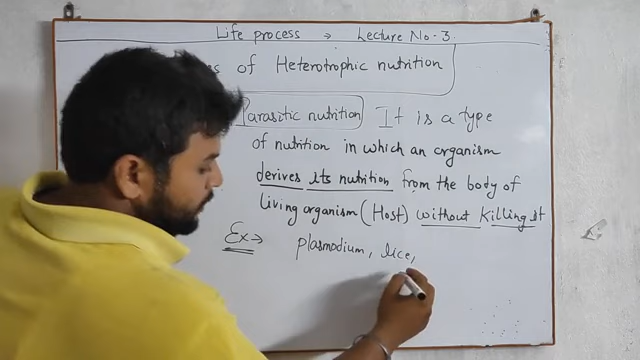 Life process → Lecture No-3.
of Heterotrophic nutrition
Parasitic nutrition It is a type
of nutrition in which an organism
derives its nutrition from the body of
living organism (Host) without killing it
Ex→ plasmodium, lice,